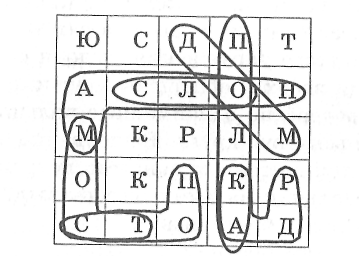 Ю С Д П Т
А С Л О Н
М К Р Л М
О К П К Р
С Т О А Д